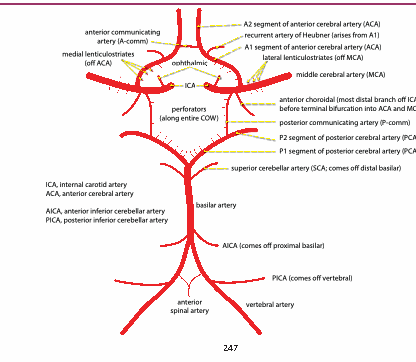 A2 segment of anterior cerebral artery (ACA)
anterior communicating
artery (A-comm)
recurrent artery of Heubner (arises from A1)
A1 segment of anterior cerebral artery (ACA)
medial lenticulostriates
(off ACA)
lateral lenticulostriates (off MCA)
ophthalmic
middle cerebral artery (MCA)
ICA
anterior choroidal (most distal branch off ICA
before terminal bifurcation into ACA and MC
perforators
(along entire COW)
posterior communicating artery (P-comm)
P2 segment of posterior cerebral artery (PCA
P1 segment of posterior cerebral artery (PCA
superior cerebellar artery (SCA; comes off distal basilar)
ICA, internal carotid artery
ACA, anterior cerebral artery
AICA, anterior inferior cerebellar artery
PICA, posterior inferior cerebellar artery
basilar artery
AICA (comes off proximal basilar)
PICA (comes off vertebral)
anterior
spinal artery
vertebral artery
247